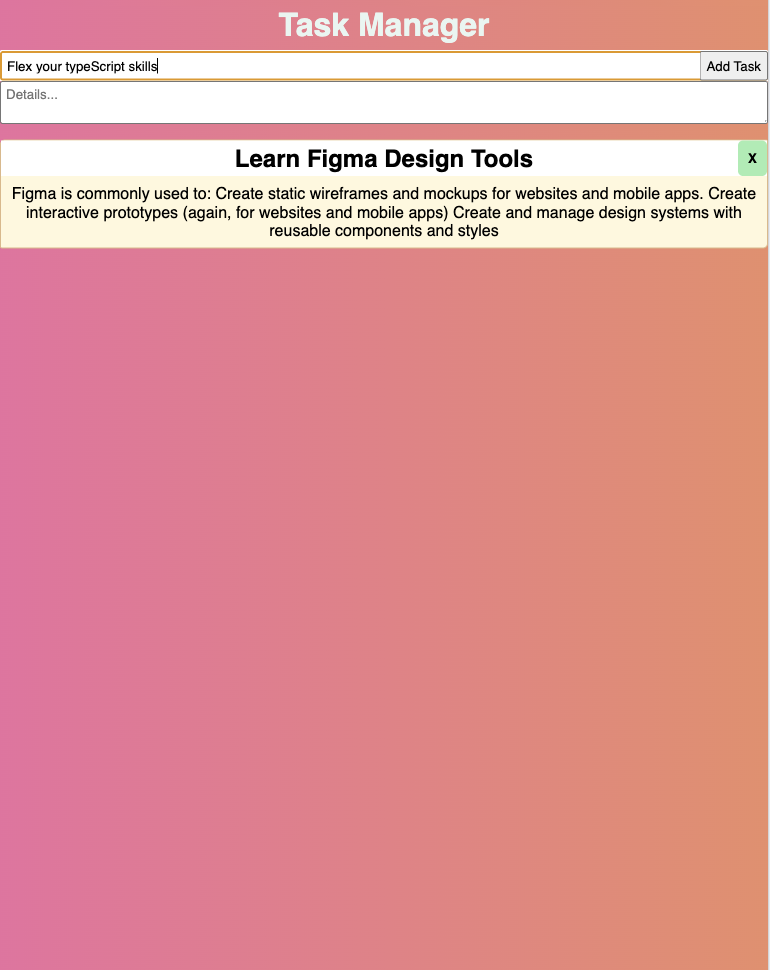 Task Manager
Flex your typeScript skills
Add Task
Details...
Learn Figma Design Tools
X
Figma is commonly used to: Create static wireframes and mockups for websites and mobile apps. Create
interactive prototypes (again, for websites and mobile apps) Create and manage design systems with
reusable components and styles